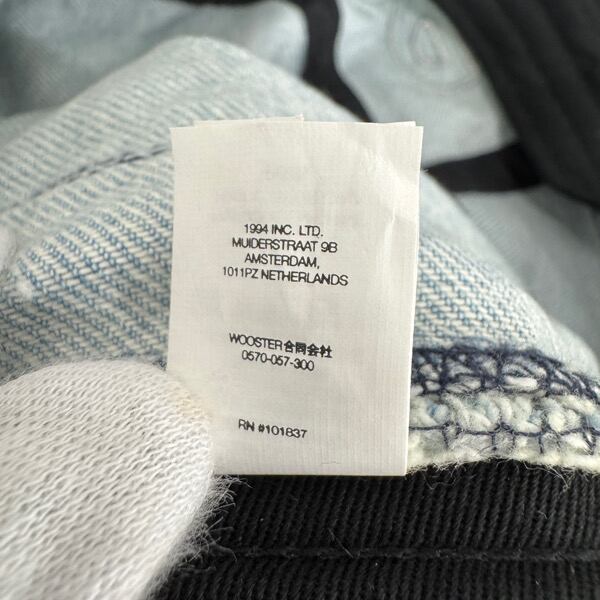 1994 INC. LTD.
MUIDERSTRAAT 9B
AMSTERDAM,
1011PZ NETHERLANDS
WOOSTER合同会社
0570-057-300
RN #101837